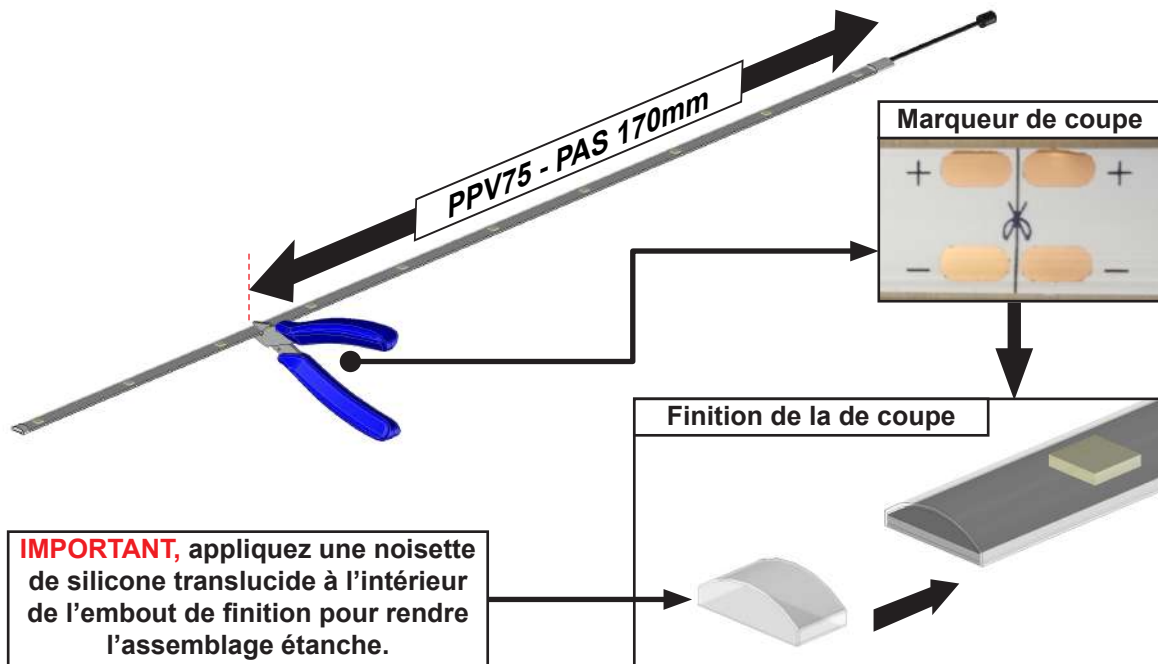 PPV75 - PAS 170mm
Marqueur de coupe
+ +
− −
Finition de la de coupe
IMPORTANT, appliquez une noisette
de silicone translucide à l’intérieur
de l’embout de finition pour rendre
l’assemblage étanche.